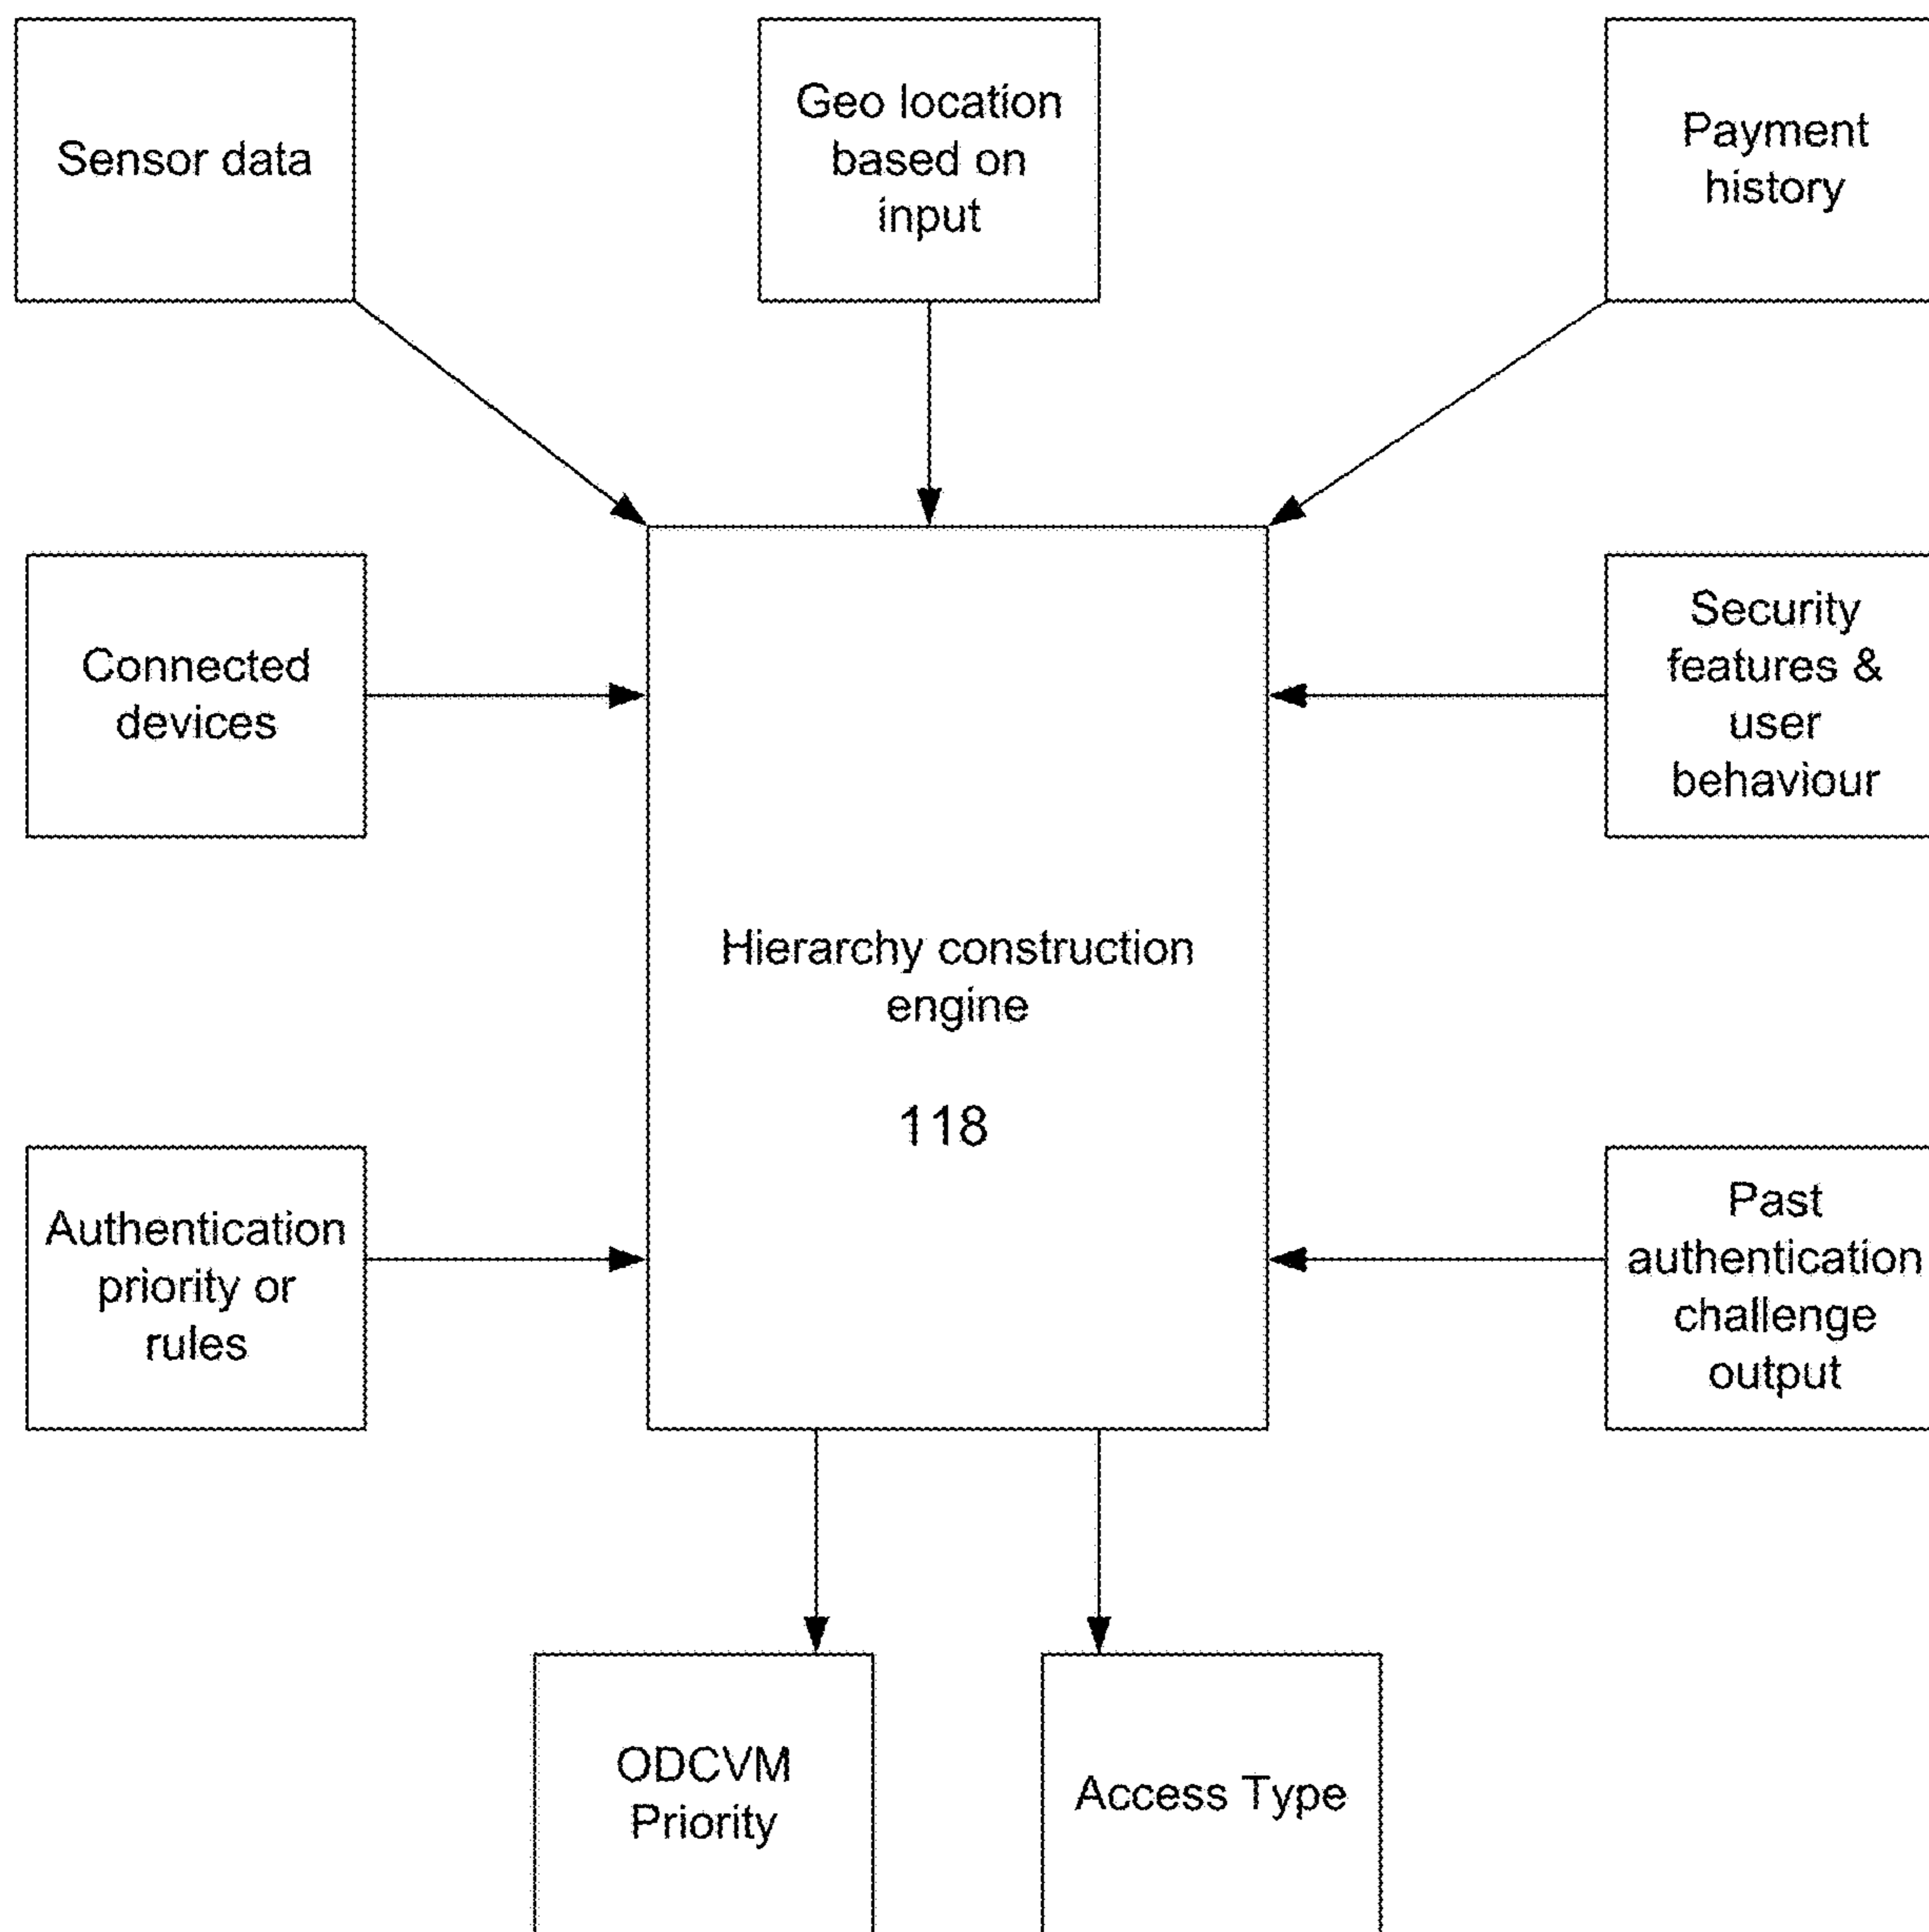 Sensor data
Geo location
based on
input
Payment
history
Connected
devices
Security
features &
user
behaviour
Hierarchy construction
engine
118
Authentication
priority or
rules
Past
authentication
challenge
output
ODCVM
Priority
Access Type